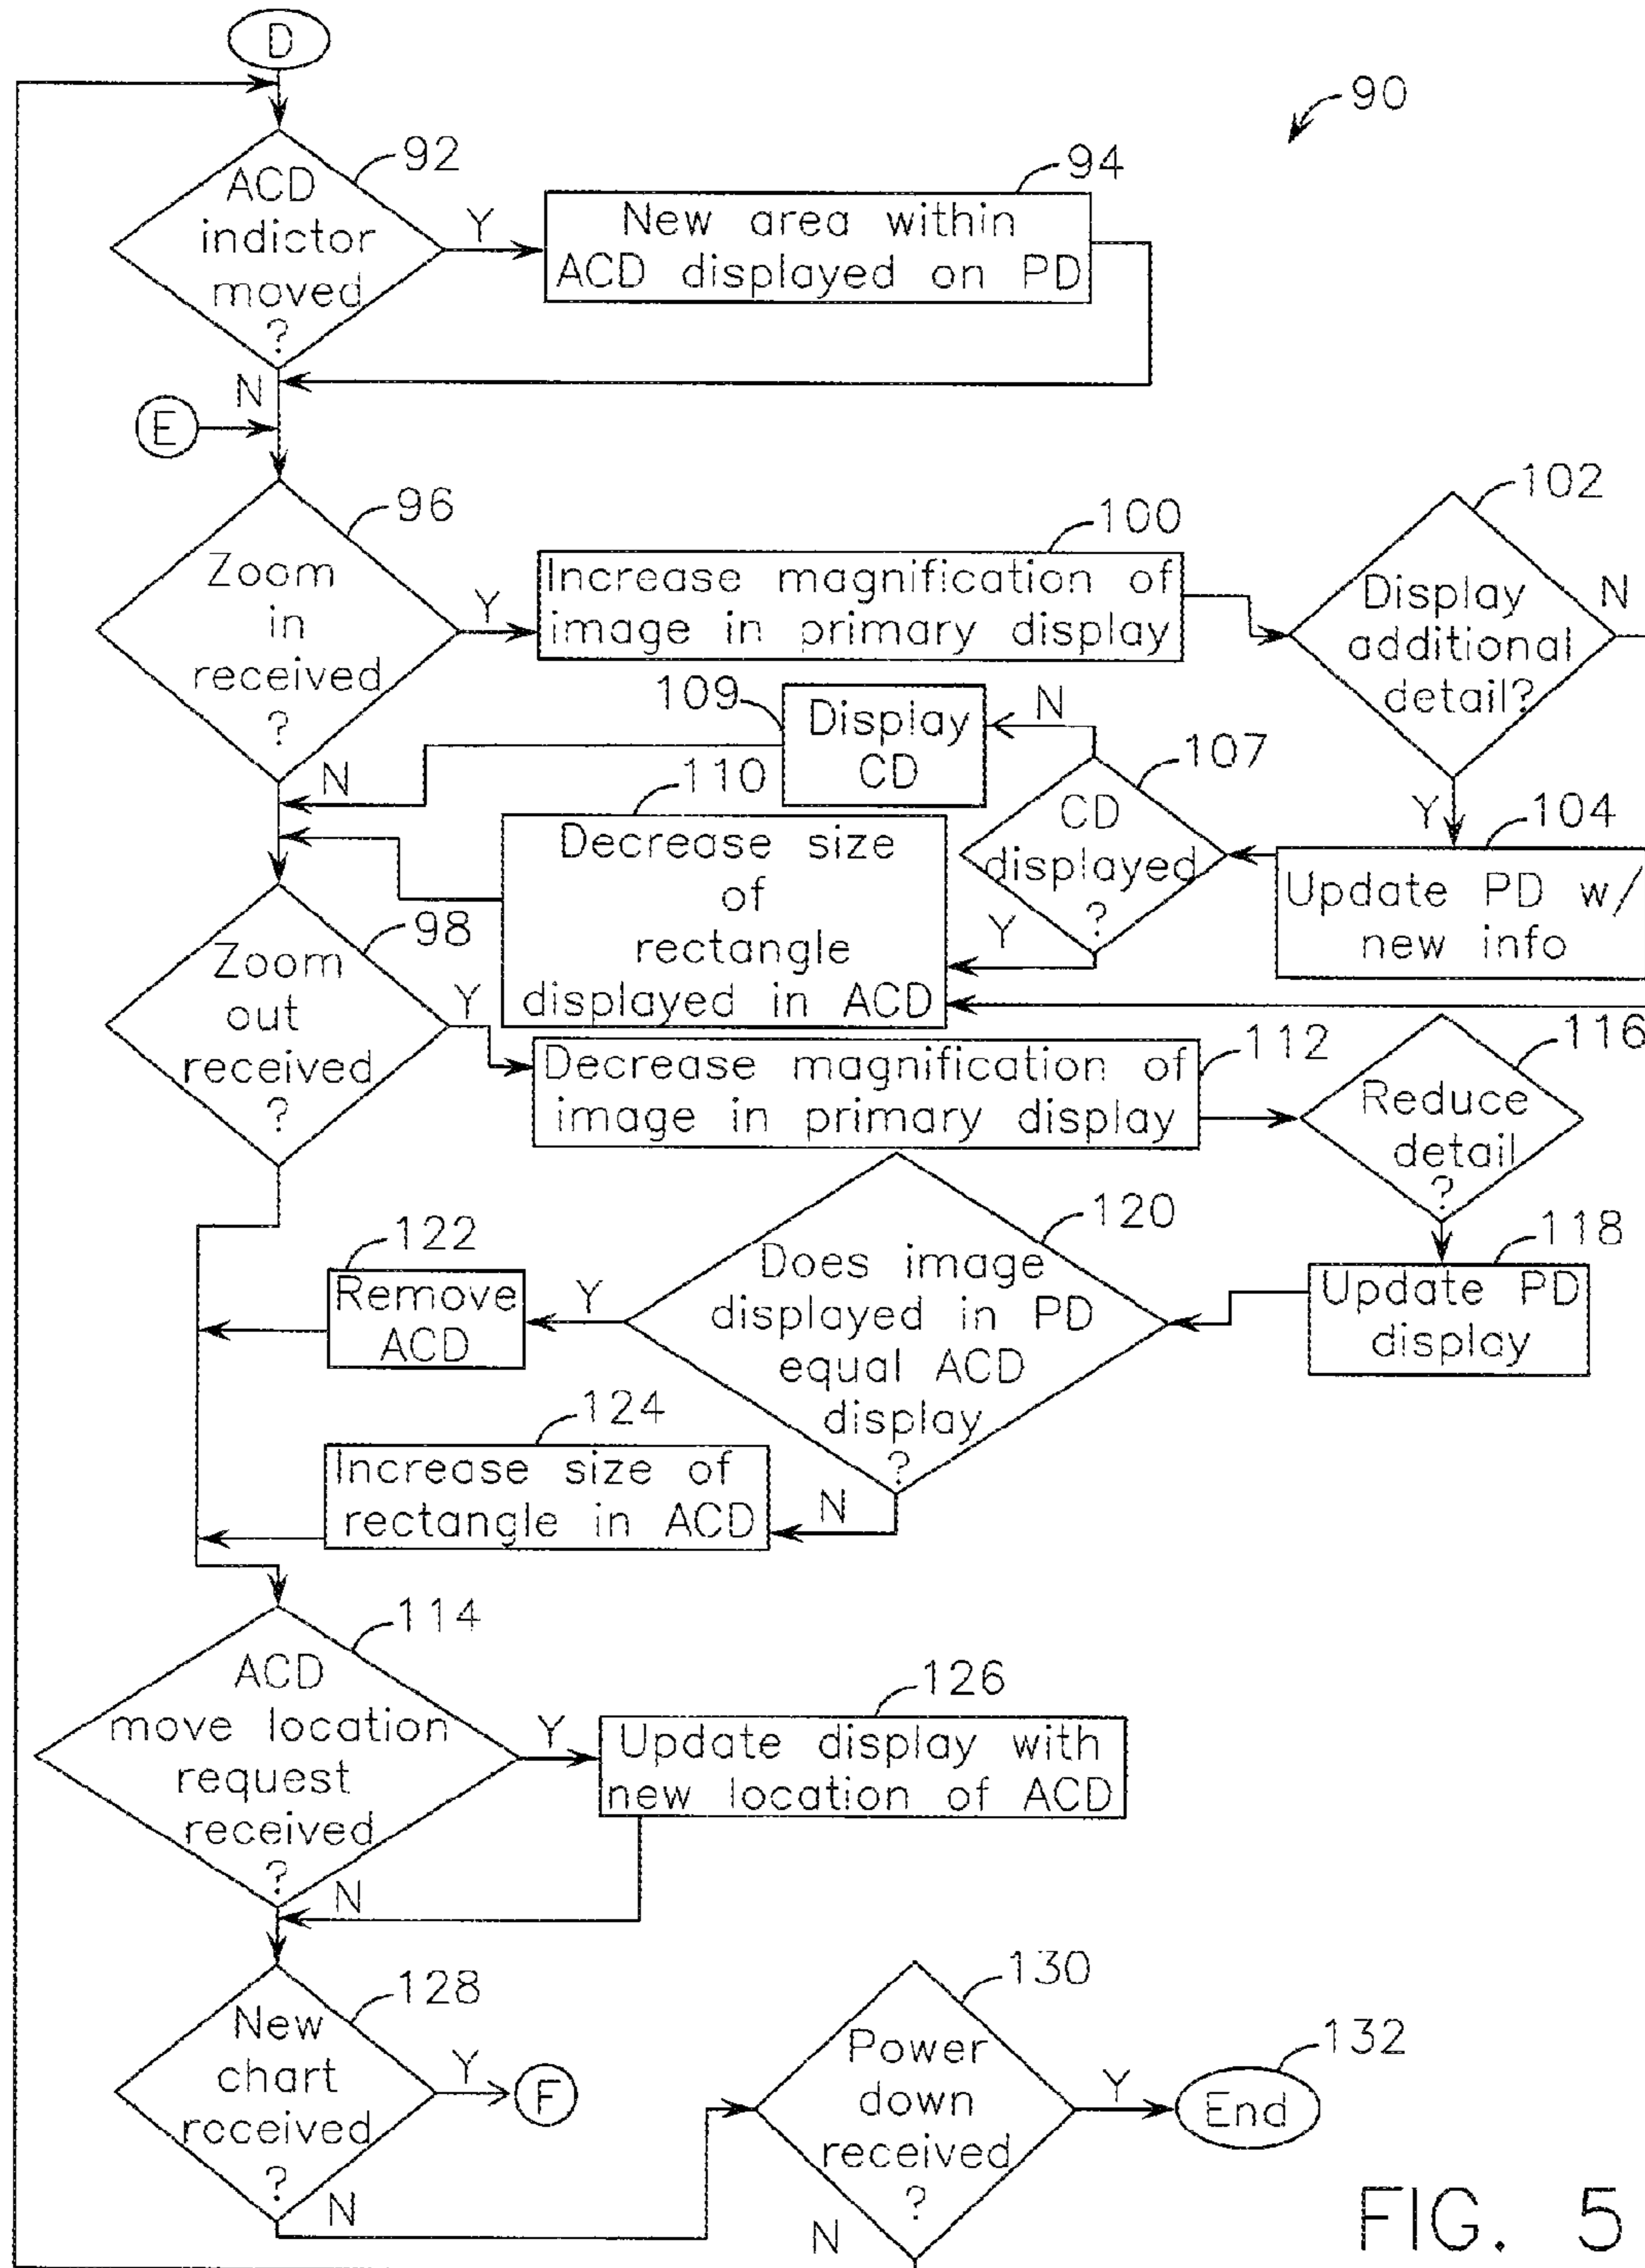 D
90
92
ACD
indictor
moved
?
Y
94
New area within
ACD displayed on PD
N
E
96
Zoom
in
received
?
Y
100
Increase magnification of
image in primary display
102
Display
additional
detail?
N
Y
104
Update PD w/
new info
107
CD
displayed
?
N
109
Display
CD
Y
110
Decrease size
of
rectangle
displayed in ACD
N
98
Zoom
out
received
?
Y
112
Decrease magnification of
image in primary display
116
Reduce
detail
?
118
Update PD
display
120
Does image
displayed in PD
equal ACD
display
?
Y
122
Remove
ACD
N
124
Increase size of
rectangle in ACD
114
ACD
move location
request
received
?
Y
126
Update display with
new location of ACD
N
128
New
chart
received
?
Y
F
N
130
Power
down
received
?
Y
132
End
N
FIG. 5